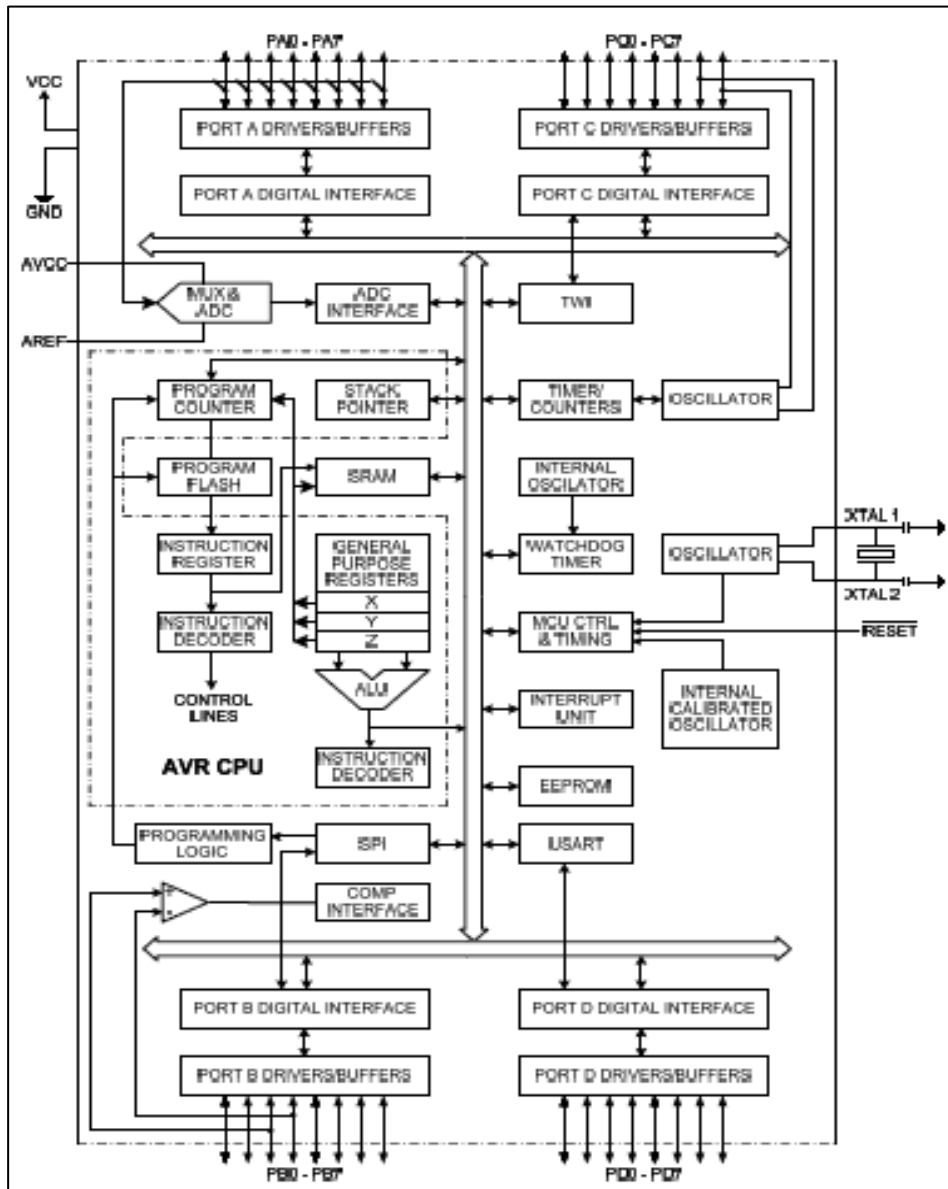 PA0 - PA7
PC0 - PC7
VCC
PORT A DRIVERS/BUFFERS
PORT C DRIVERS/BUFFERS
PORT A DIGITAL INTERFACE
PORT C DIGITAL INTERFACE
GND
AVCC
MUX &
ADC
ADC
INTERFACE
TWI
AREF
PROGRAM
COUNTER
STACK
POINTER
TIMER/
COUNTERS
OSCILLATOR
PROGRAM
FLASH
SRAM
INTERNAL
OSCILATOR
XTAL 1
INSTRUCTION
REGISTER
GENERAL
PURPOSE
REGISTERS
WATCHDOG
TIMER
OSCILLATOR
X
Y
Z
XTAL 2
INSTRUCTION
DECODER
MCU CTRL
& TIMING
RESET
ALU
CONTROL
LINES
INTERRUPT
UNIT
INTERNAL
CALIBRATED
OSCILLATOR
AVR CPU
INSTRUCTION
DECODER
EEPROM
PROGRAMMING
LOGIC
SPI
USART
+
-
COMP
INTERFACE
PORT B DIGITAL INTERFACE
PORT D DIGITAL INTERFACE
PORT B DRIVERS/BUFFERS
PORT D DRIVERS/BUFFERS
PB0 - PB7
PD0 - PD7